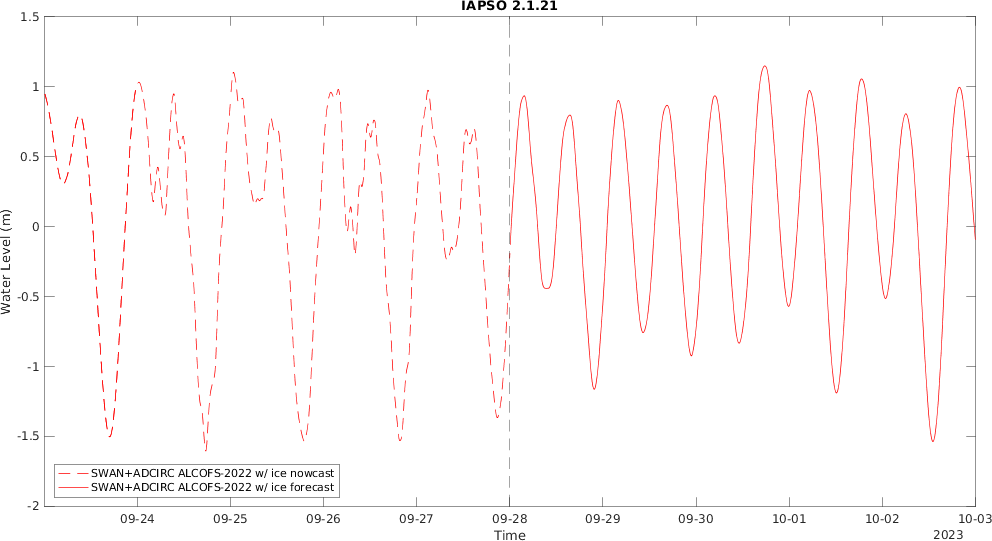 IAPSO 2.1.21
1.5
1
0.5
0
-0.5
-1
-1.5
-2
Water Level (m)
SWAN+ADCIRC ALCOFS-2022 w/ ice nowcast
SWAN+ADCIRC ALCOFS-2022 w/ ice forecast
09-24 09-25 09-26 09-27 09-28 09-29 09-30 10-01 10-02 10-03
Time
2023